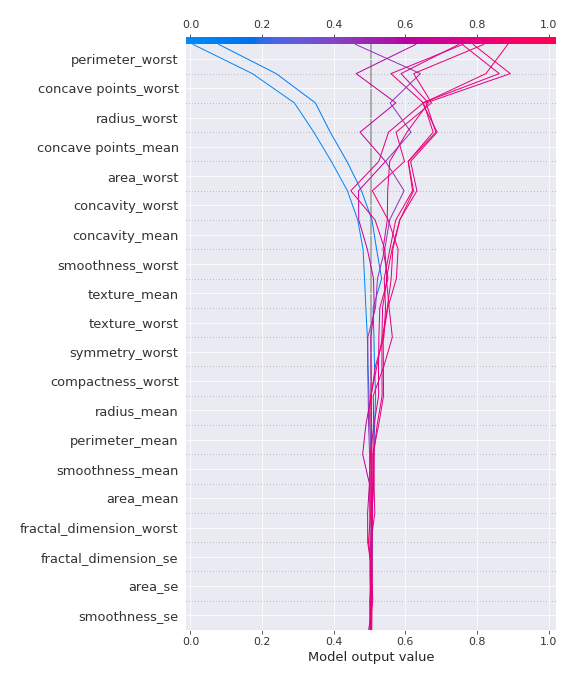 0.0 0.2 0.4 0.6 0.8 1.0
perimeter_worst
concave points_worst
radius_worst
concave points_mean
area_worst
concavity_worst
concavity_mean
smoothness_worst
texture_mean
texture_worst
symmetry_worst
compactness_worst
radius_mean
perimeter_mean
smoothness_mean
area_mean
fractal_dimension_worst
fractal_dimension_se
area_se
smoothness_se
0.0 0.2 0.4 0.6 0.8 1.0
Model output value